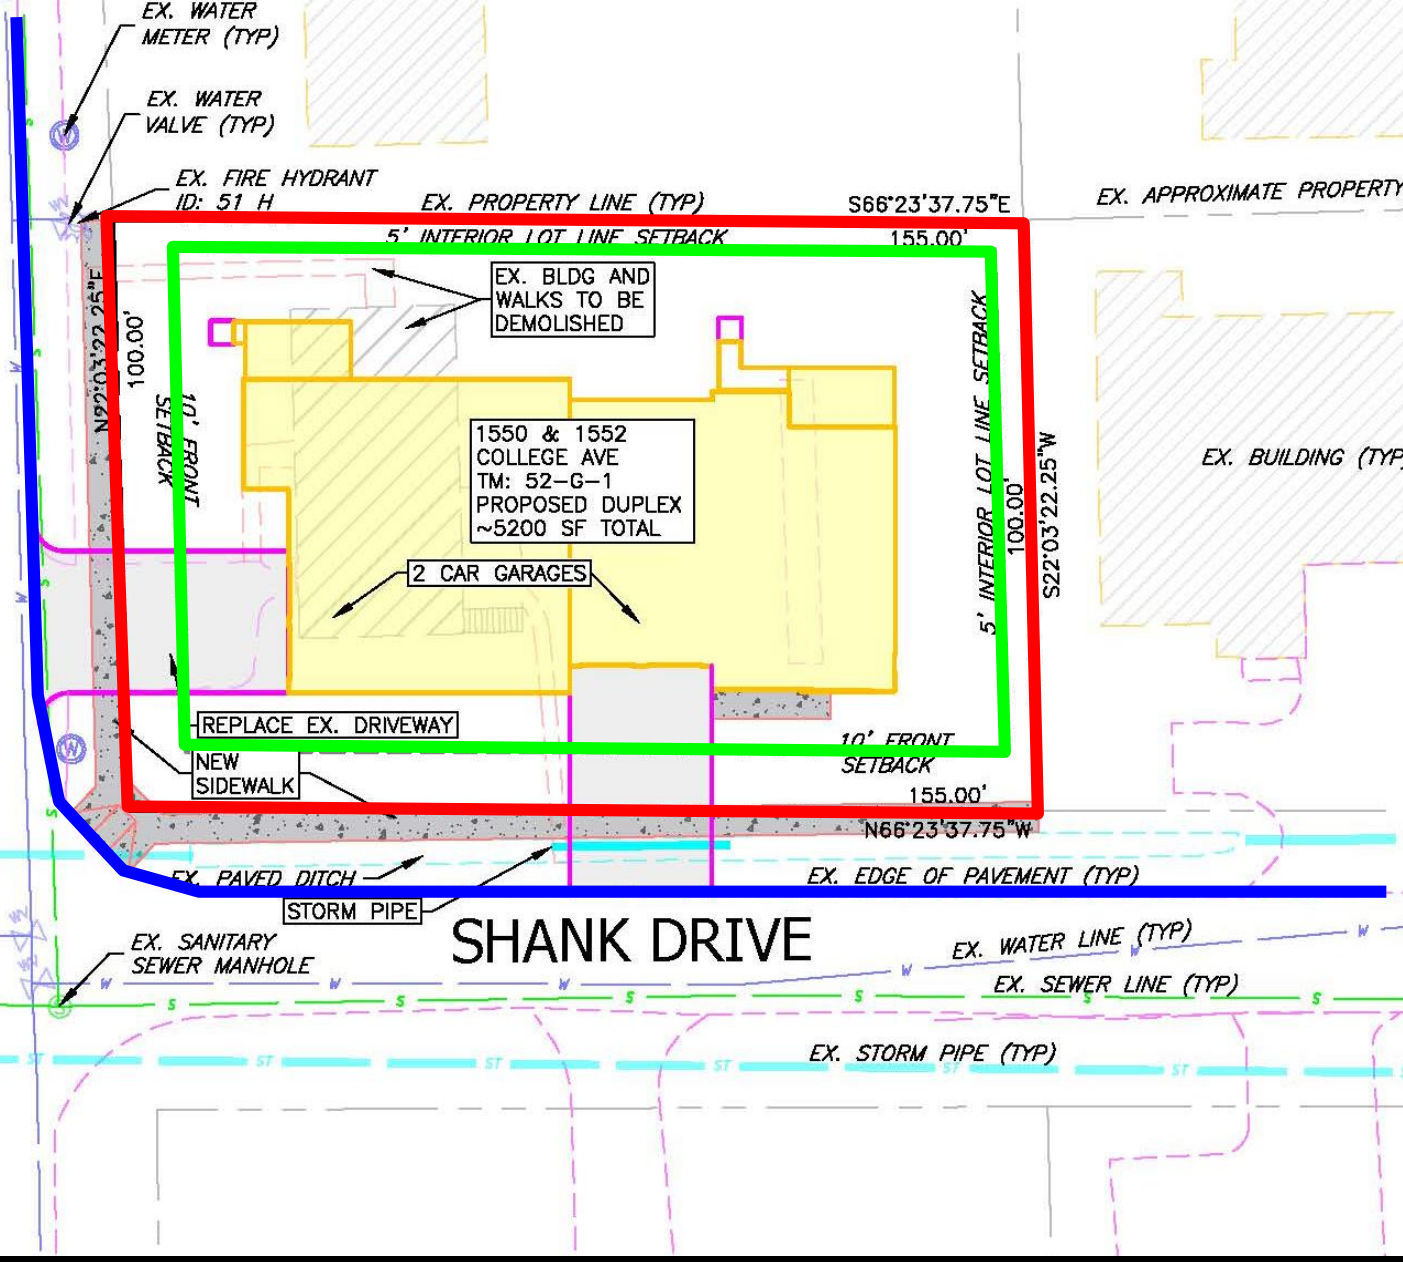 EX. WATER
METER (TYP)
EX. WATER
VALVE (TYP)
EX. FIRE HYDRANT
ID: 51 H
EX. PROPERTY LINE (TYP)
S66°23'37.75"E
EX. APPROXIMATE PROPERTY
5' INTERIOR LOT LINE SETBACK
155.00'
EX. BLDG AND
WALKS TO BE
DEMOLISHED
N22°03'22.25"E
100.00'
10' FRONT
SETBACK
1550 & 1552
COLLEGE AVE
TM: 52-G-1
PROPOSED DUPLEX
~5200 SF TOTAL
5' INTERIOR LOT LINE SETBACK
100.00'
S22°03'22.25"W
EX. BUILDING (TYP)
2 CAR GARAGES
REPLACE EX. DRIVEWAY
NEW
SIDEWALK
10' FRONT
SETBACK
155.00'
N66°23'37.75"W
EX. PAVED DITCH
EX. EDGE OF PAVEMENT (TYP)
STORM PIPE
SHANK DRIVE
EX. SANITARY
SEWER MANHOLE
EX. WATER LINE (TYP)
W W W W W W
EX. SEWER LINE (TYP)
S S S S S S
EX. STORM PIPE (TYP)
ST ST ST ST ST ST